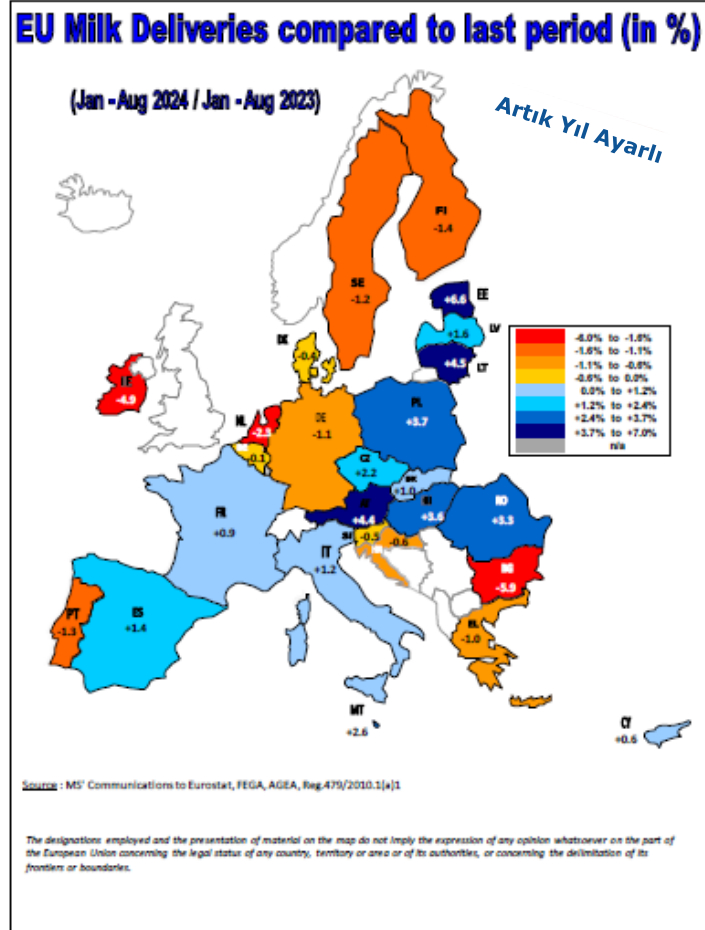 EU Milk Deliveries compared to last period (in %)
(Jan -Aug 2024 / Jan -Aug 2023)
Artık Yıl Ayarlı
FI
-1.4
SE
-1.2
+6.6
EE
DK
-0.4
+1.6
LV
+4.5
LT
-6.0% to -1.6%
-1.6% to -1.1%
-1.1% to -0.6%
-0.6% to 0.0%
0.0% to +1.2%
+1.2% to +2.4%
+2.4% to +3.7%
+3.7% to +7.0%
n/a
IE
-4.9
NL
-2.3
DE
-1.1
PL
+3.7
-0.1
CZ
+2.2
SK
+1.0
FR
+0.9
+4.4
+3.6
RO
+3.3
SI
-0.5
-0.6
IT
+1.2
BG
-5.9
PT
-1.3
ES
+1.4
EL
-1.0
MT
+2.6
CY
+0.6
Source : MS' Communications to Eurostat, FEGA, AGEA, Reg.479/2010.1(a)1
The designations employed and the presentation of material on the map do not imply the expression of any opinion whatsoever on the part of
the European Union concerning the legal status of any country, territory or area or of its authorities, or concerning the delimitation of its
frontiers or boundaries.